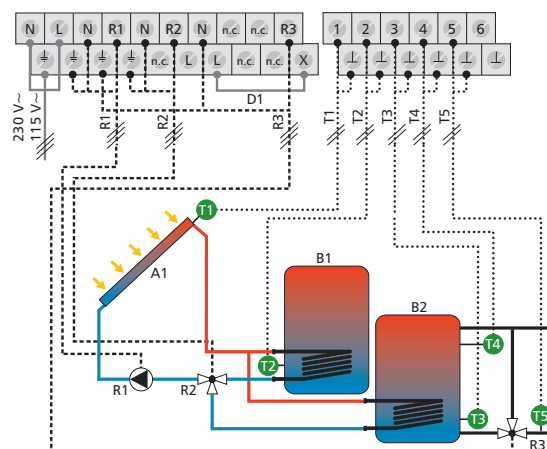 N L N R1 N R2 N n.c. R3
1 2 3 4 5 6
n.c. L L n.c. n.c. X
D1
230 V~
115 V~
R1
R2
R3
T1
T2
T3
T4
T5
T1
A1
B1
B2
T2
T4
T3
T5
R1
R2
R3